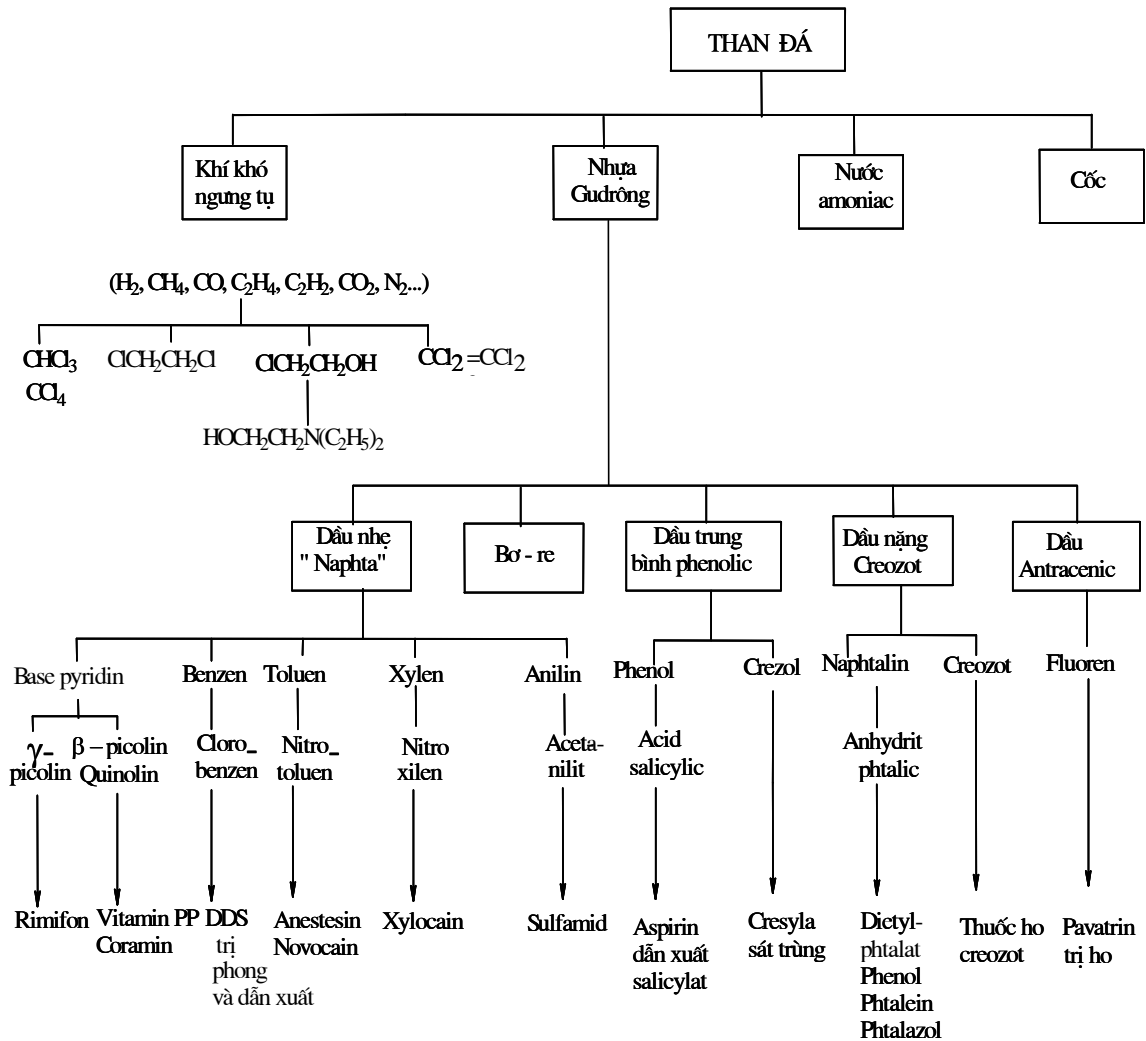 THAN ĐÁ
Khí khó
ngưng tụ
Nhựa
Gudrông
Nước
amoniac
Cốc
(H₂, CH₄, CO, C₂H₄, C₂H₂, CO₂, N₂...)
CHCl₃
CCl₄
ClCH₂CH₂Cl
ClCH₂CH₂OH
CCl₂=CCl₂
HOCH₂CH₂N(C₂H₅)₂
Dầu nhẹ
" Naphta"
Bơ - re
Dầu trung
bình phenolic
Dầu nặng
Creozot
Dầu
Antracenic
Base pyridin
Benzen
Toluen
Xylen
Anilin
Phenol
Crezol
Naphtalin
Creozot
Fluoren
γ-
picolin
β – picolin
Quinolin
Cloro_
benzen
Nitro_
toluen
Nitro
xilen
Aceta-
nilit
Acid
salicylic
Anhydrit
phtalic
Rimifon
Vitamin PP
Coramin
DDS
trị
phong
và dẫn xuất
Anestesin
Novocain
Xylocain
Sulfamid
Aspirin
dẫn xuất
salicylat
Cresyla
sát trùng
Dietyl-
phtalat
Phenol
Phtalein
Phtalazol
Thuốc ho
creozot
Pavatrin
trị ho